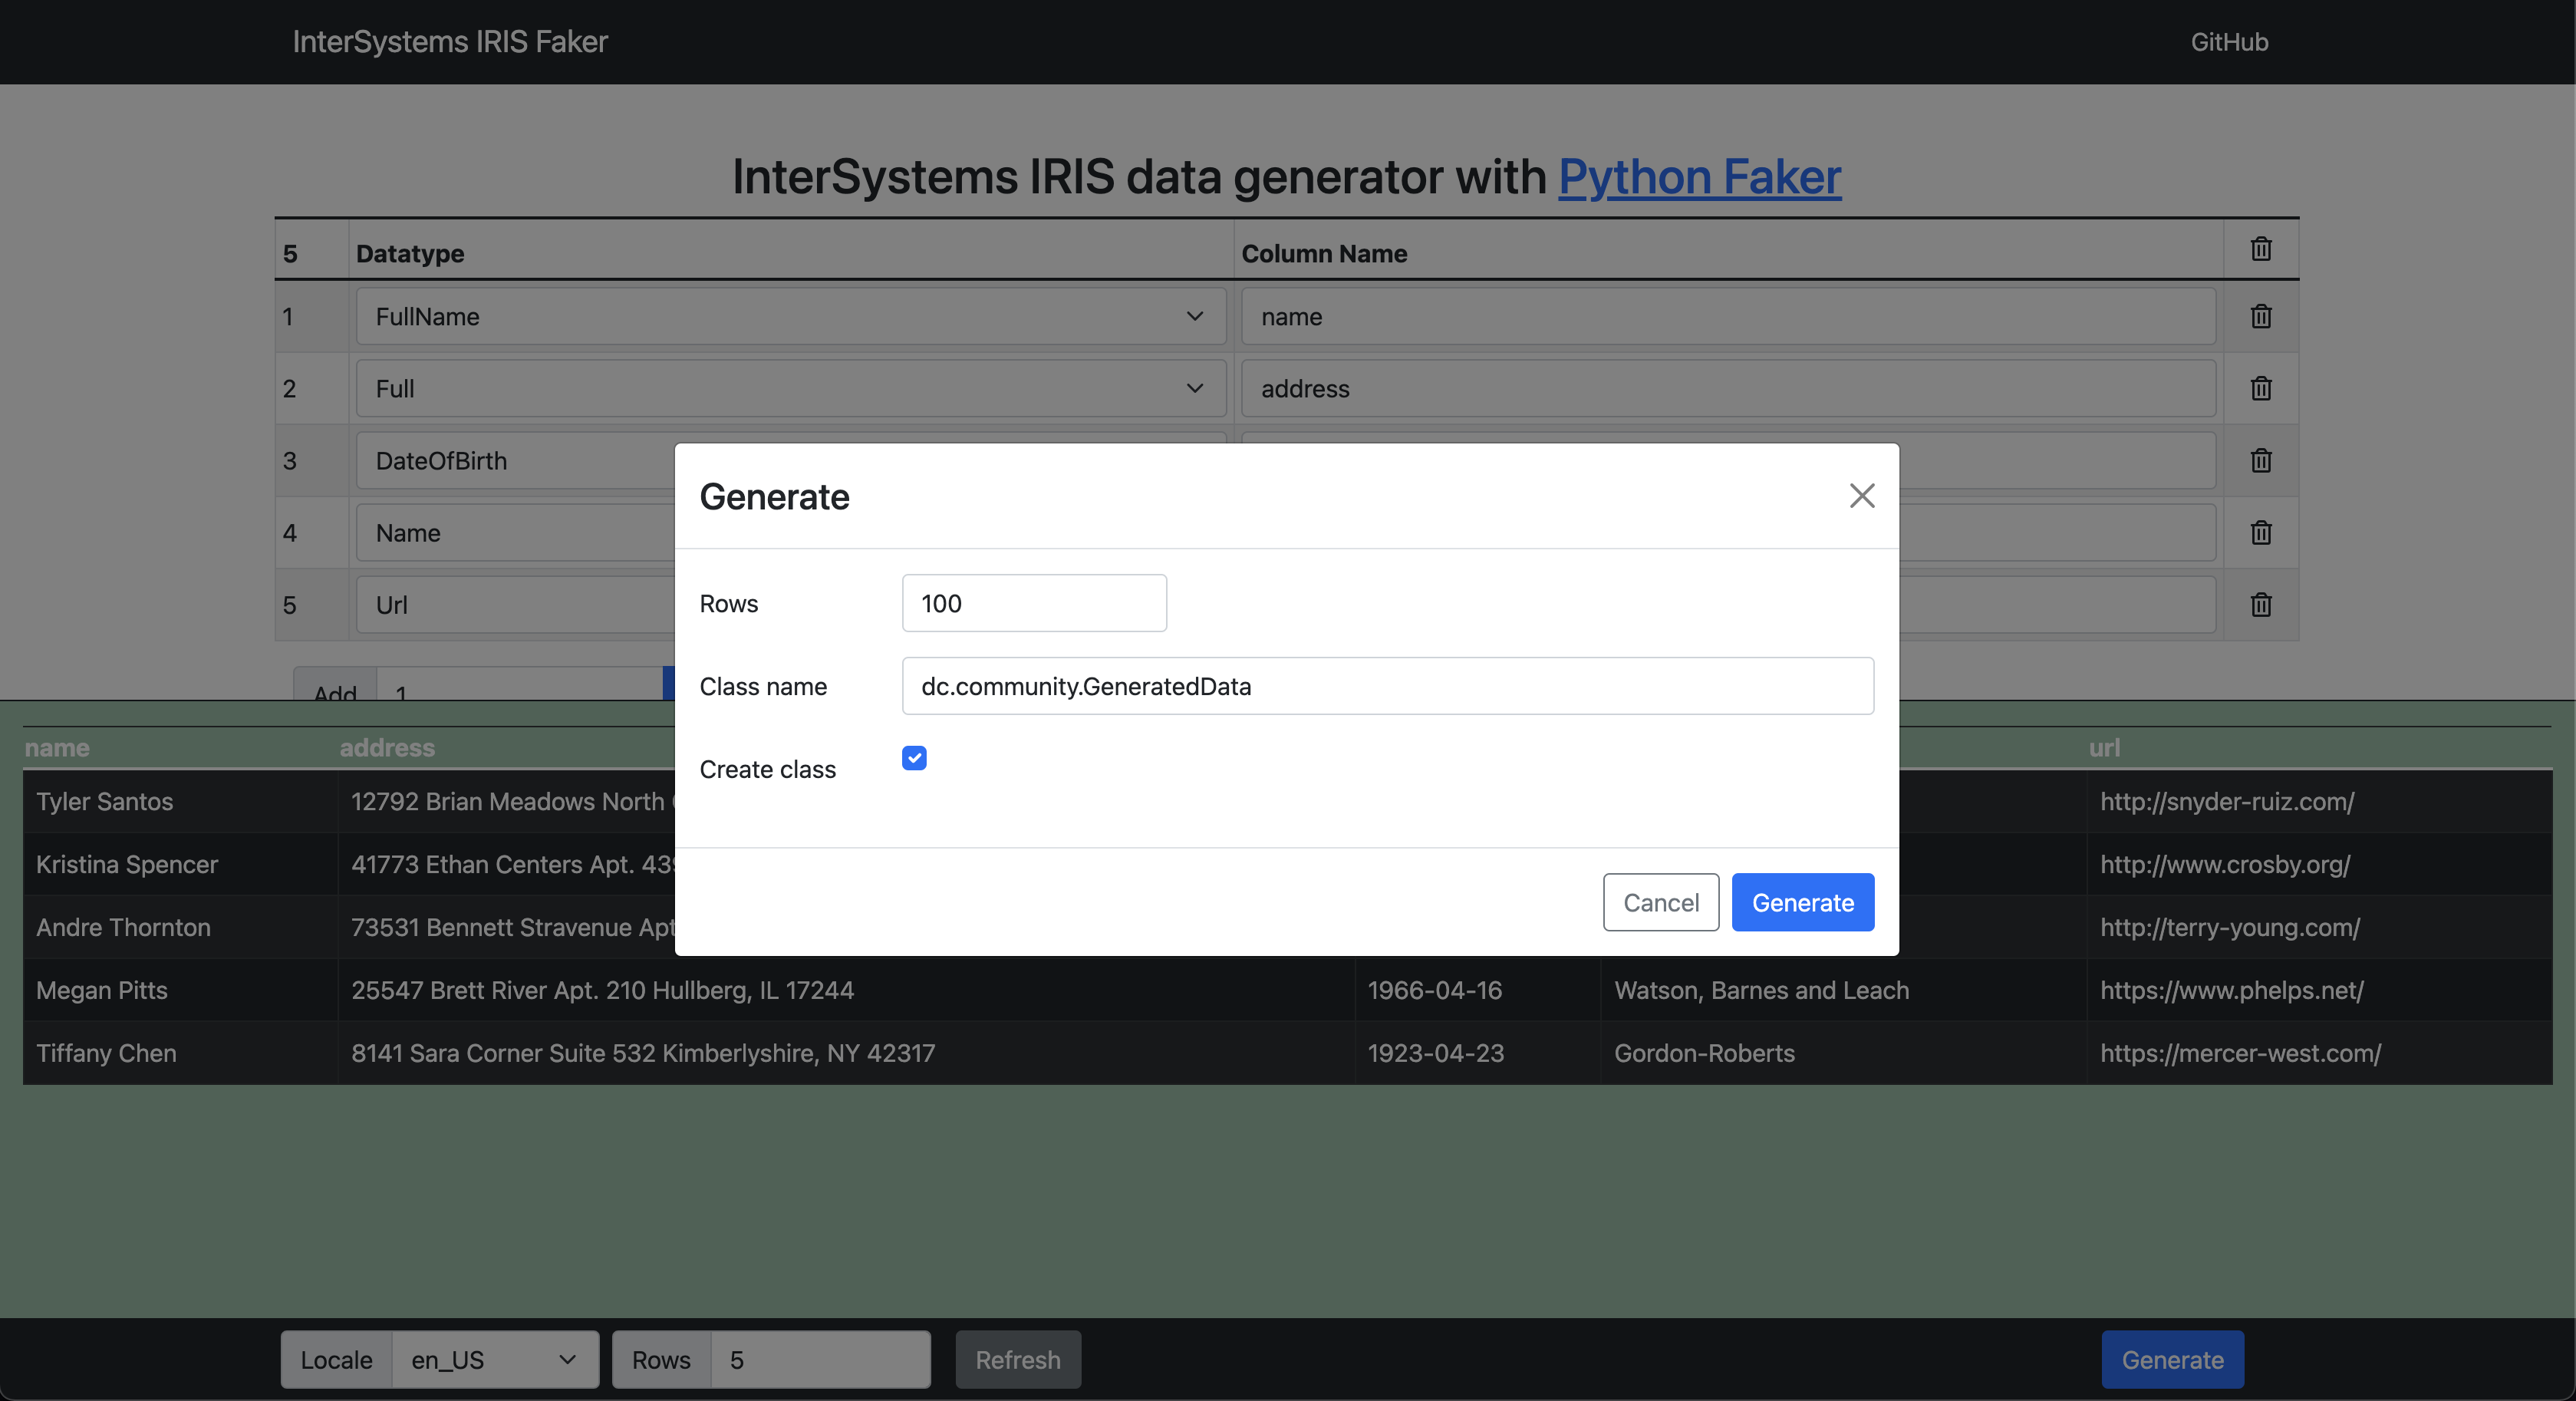 InterSystems IRIS Faker GitHub
InterSystems IRIS data generator with Python Faker
5 Datatype Column Name
1 FullName name
2 Full address
3 DateOfBirth
4 Name
5 Url
Add 1
Generate
Rows 100
Class name dc.community.GeneratedData
Create class
Cancel Generate
name address url
Tyler Santos 12792 Brian Meadows North http://snyder-ruiz.com/
Kristina Spencer 41773 Ethan Centers Apt. http://www.crosby.org/
Andre Thornton 73531 Bennett Stravenue Apt http://terry-young.com/
Megan Pitts 25547 Brett River Apt. 210 Hullberg, IL 17244 1966-04-16 Watson, Barnes and Leach https://www.phelps.net/
Tiffany Chen 8141 Sara Corner Suite 532 Kimberlyshire, NY 42317 1923-04-23 Gordon-Roberts https://mercer-west.com/
Locale en_US Rows 5 Refresh Generate